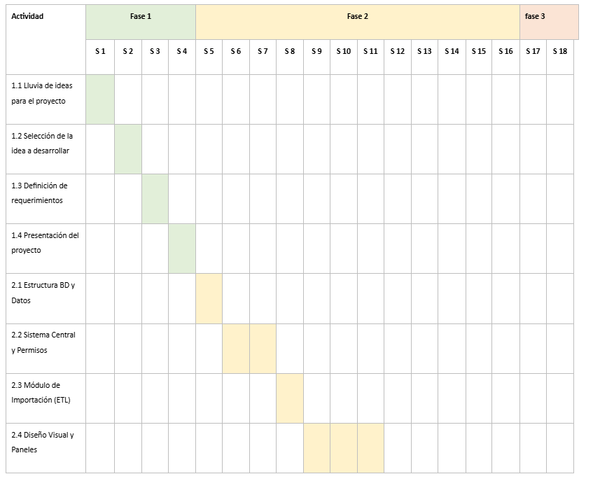 Actividad Fase 1 Fase 2 fase 3
S 1 S 2 S 3 S 4 S 5 S 6 S 7 S 8 S 9 S 10 S 11 S 12 S 13 S 14 S 15 S 16 S 17 S 18
1.1 Lluvia de ideas
para el proyecto
1.2 Selección de la
idea a desarrollar
1.3 Definición de
requerimientos
1.4 Presentación del
proyecto
2.1 Estructura BD y
Datos
2.2 Sistema Central
y Permisos
2.3 Módulo de
Importación (ETL)
2.4 Diseño Visual y
Paneles